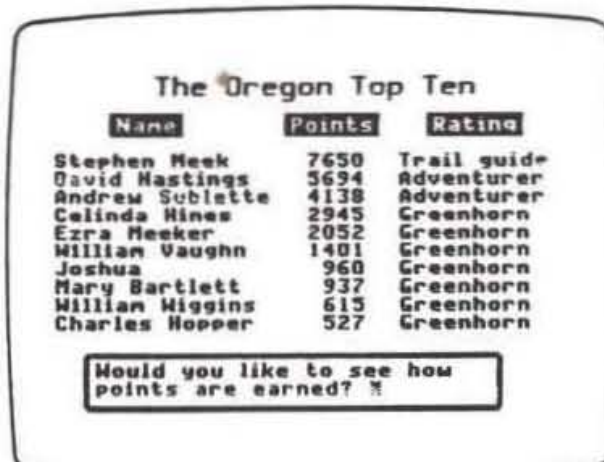 The Oregon Top Ten
Name Points Rating
Stephen Meek 7650 Trail guide
David Hastings 5694 Adventurer
Andrew Sublette 4138 Adventurer
Celinda Hines 2945 Greenhorn
Ezra Meeker 2052 Greenhorn
William Vaughn 1401 Greenhorn
Joshua 960 Greenhorn
Mary Bartlett 937 Greenhorn
William Wiggins 615 Greenhorn
Charles Hopper 527 Greenhorn
Would you like to see how
points are earned?